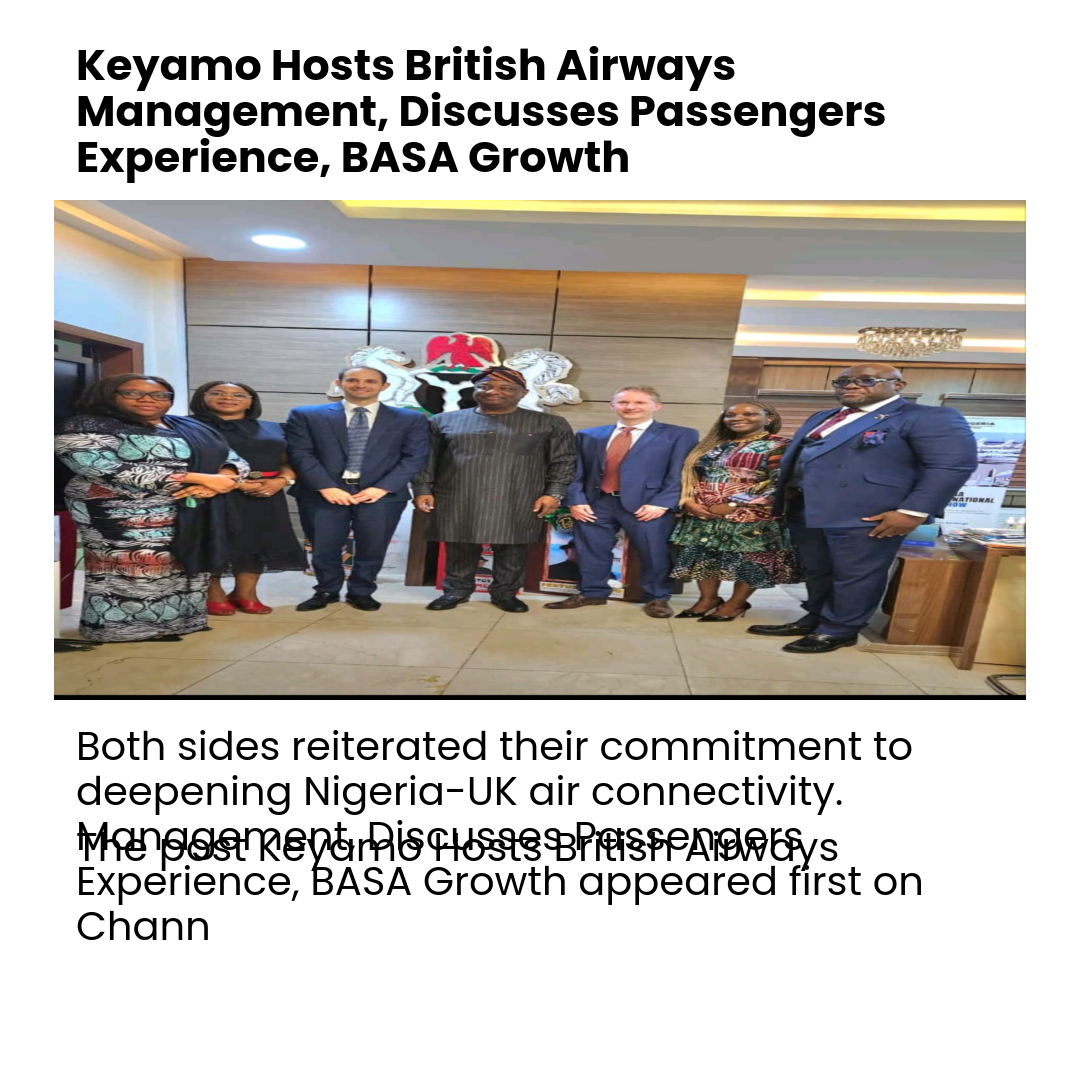 Keyamo Hosts British Airways
Management, Discusses Passengers
Experience, BASA Growth
NATIONAL
Both sides reiterated their commitment to
deepening Nigeria-UK air connectivity.
The post Keyamo Hosts British Airways
Management, Discusses Passengers
Experience, BASA Growth appeared first on
Chann